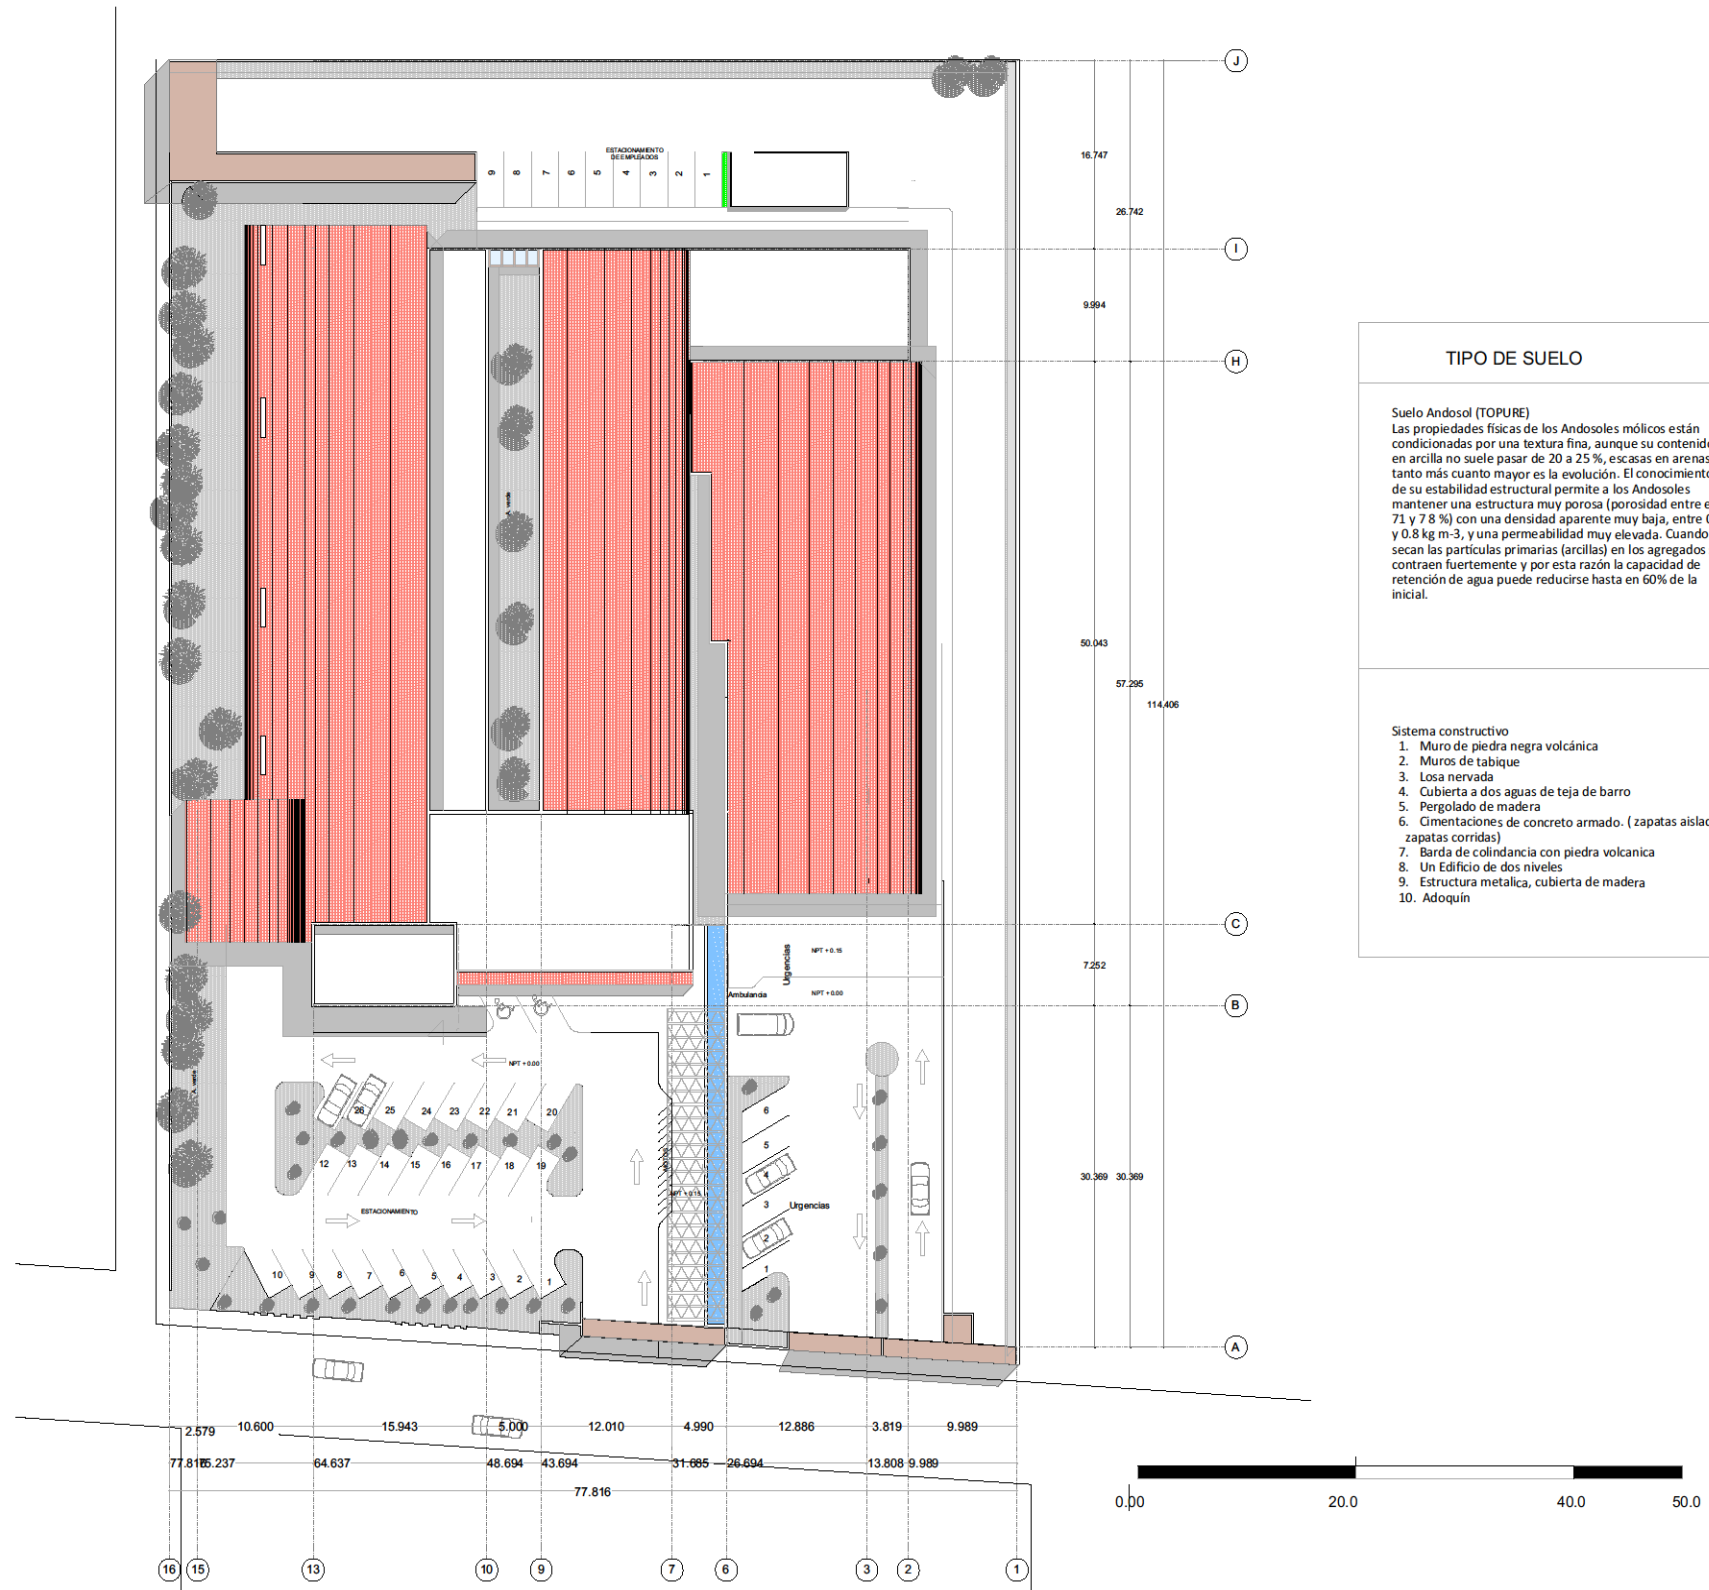 J
16.747
ESTACIONAMIENTO
DE EMPLEADOS
9 8 7 6 5 4 3 2 1
26.742
I
9.994
H
A. verde
50.043
57.295
114.406
C
Urgencias
NPT + 0.15
7.252
Ambulancia
NPT + 0.00
B
NPT + 0.00
26 25 24 23 22 21 20
12 13 14 15 16 17 18 19
A. verde
NPT + 0.15
ESTACIONAMIENTO
6
5
4
3
2
1
Urgencias
30.369 30.369
10 9 8 7 6 5 4 3 2 1
A
2.579 10.600 15.943 5.000 12.010 4.990 12.886 3.819 9.989
77.816 75.237 64.637 48.694 43.694 31.685 26.694 13.808 9.989
77.816
16 15 13 10 9 7 6 3 2 1
TIPO DE SUELO
Suelo Andosol (TOPURE)
Las propiedades físicas de los Andosoles mólicos están
condicionadas por una textura fina, aunque su contenid
en arcilla no suele pasar de 20 a 25 %, escasas en arenas
tanto más cuanto mayor es la evolución. El conocimient
de su estabilidad estructural permite a los Andosoles
mantener una estructura muy porosa (porosidad entre e
71 y 7 8 %) con una densidad aparente muy baja, entre
y 0.8 kg m-3, y una permeabilidad muy elevada. Cuando
secan las partículas primarias (arcillas) en los agregados
contraen fuertemente y por esta razón la capacidad de
retención de agua puede reducirse hasta en 60% de la
inicial.
Sistema constructivo
1. Muro de piedra negra volcánica
2. Muros de tabique
3. Losa nervada
4. Cubierta a dos aguas de teja de barro
5. Pergolado de madera
6. Cimentaciones de concreto armado. ( zapatas aislad
zapatas corridas)
7. Barda de colindancia con piedra volcanica
8. Un Edificio de dos niveles
9. Estructura metalica, cubierta de madera
10. Adoquín
0.00 20.0 40.0 50.0